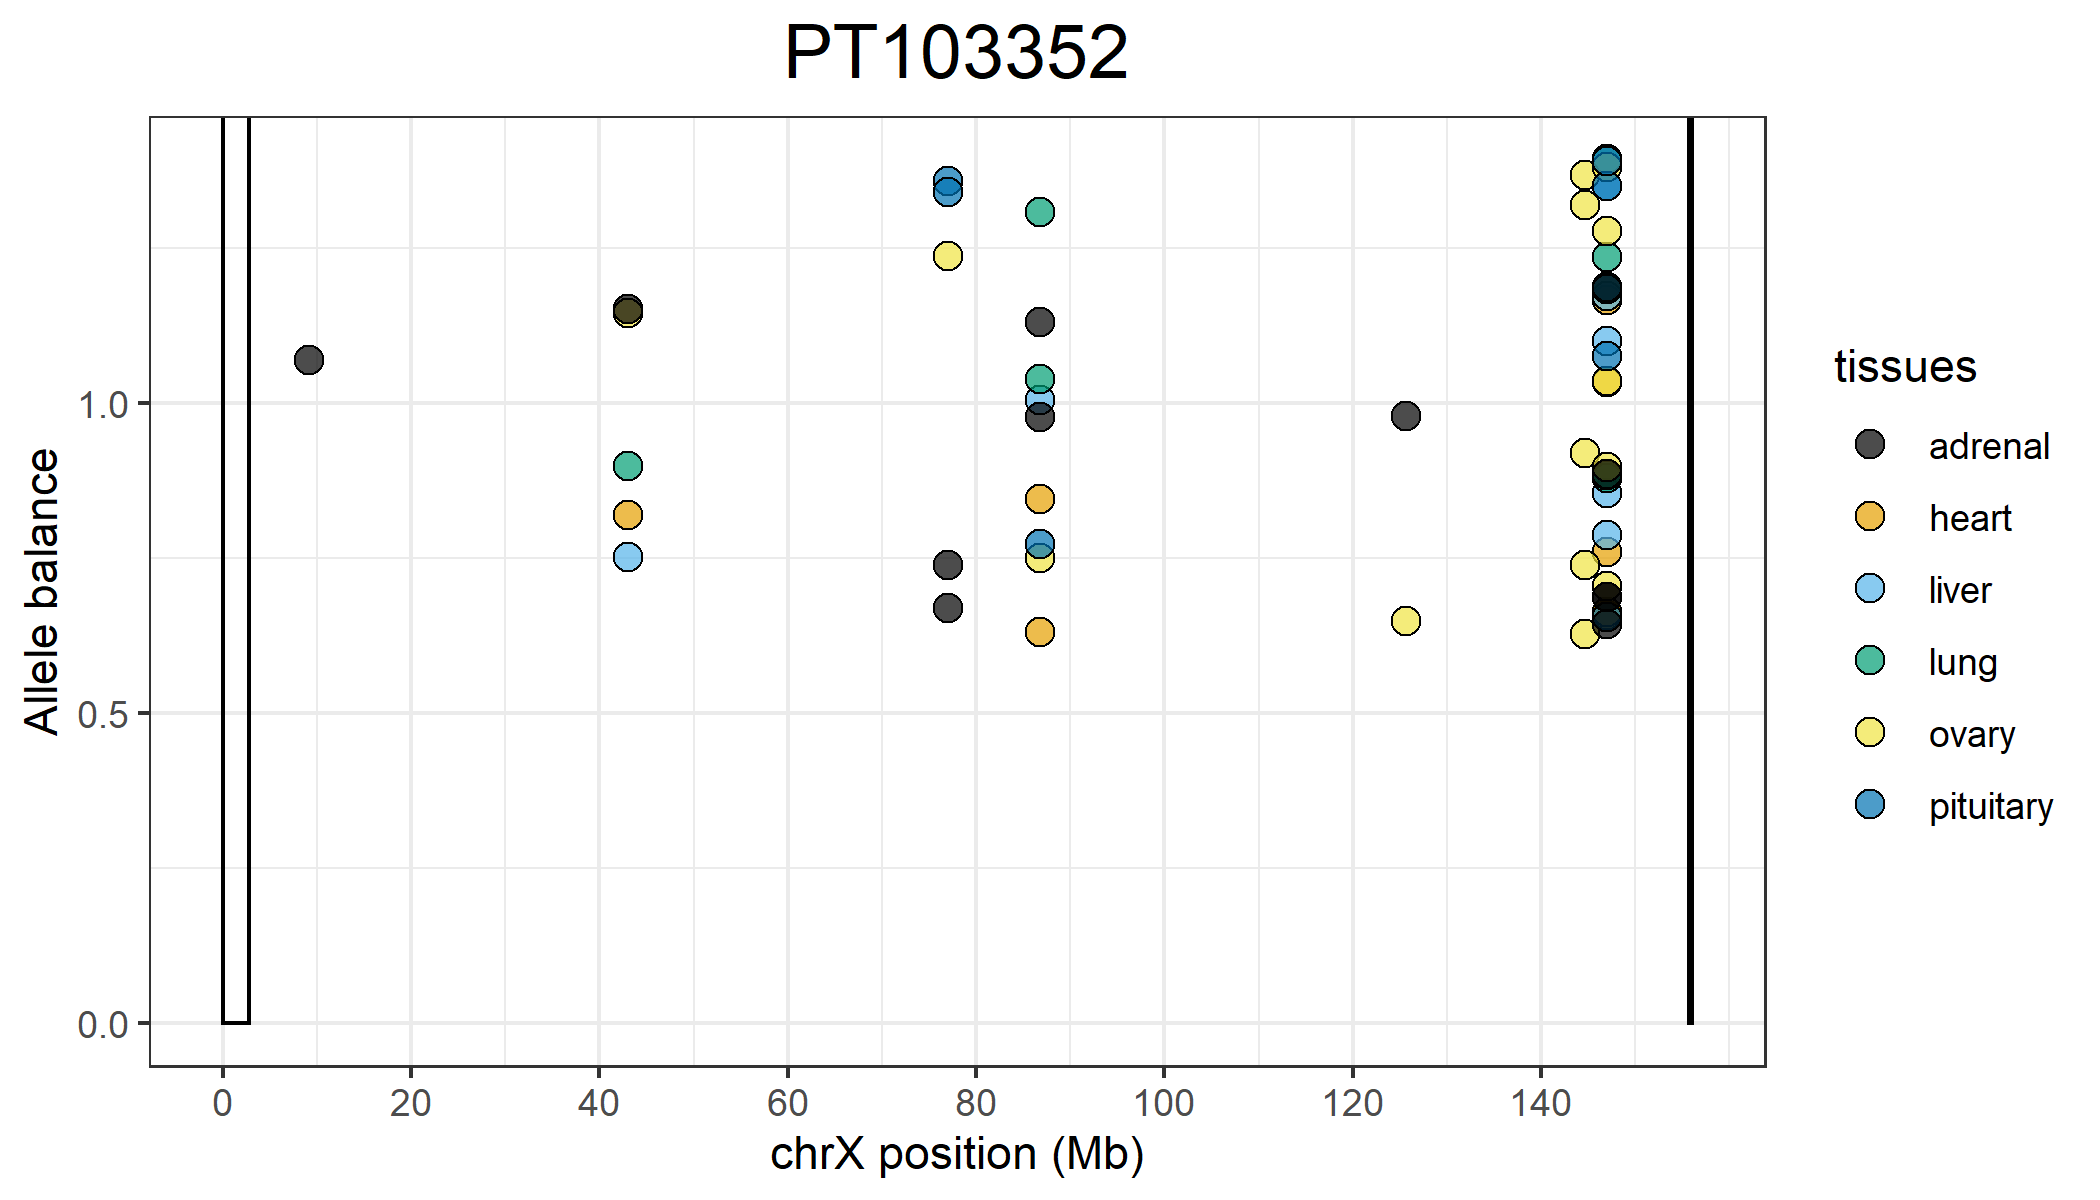 PT103352
Allele balance
1.0
0.5
0.0
0 20 40 60 80 100 120 140
chrX position (Mb)
tissues
adrenal
heart
liver
lung
ovary
pituitary